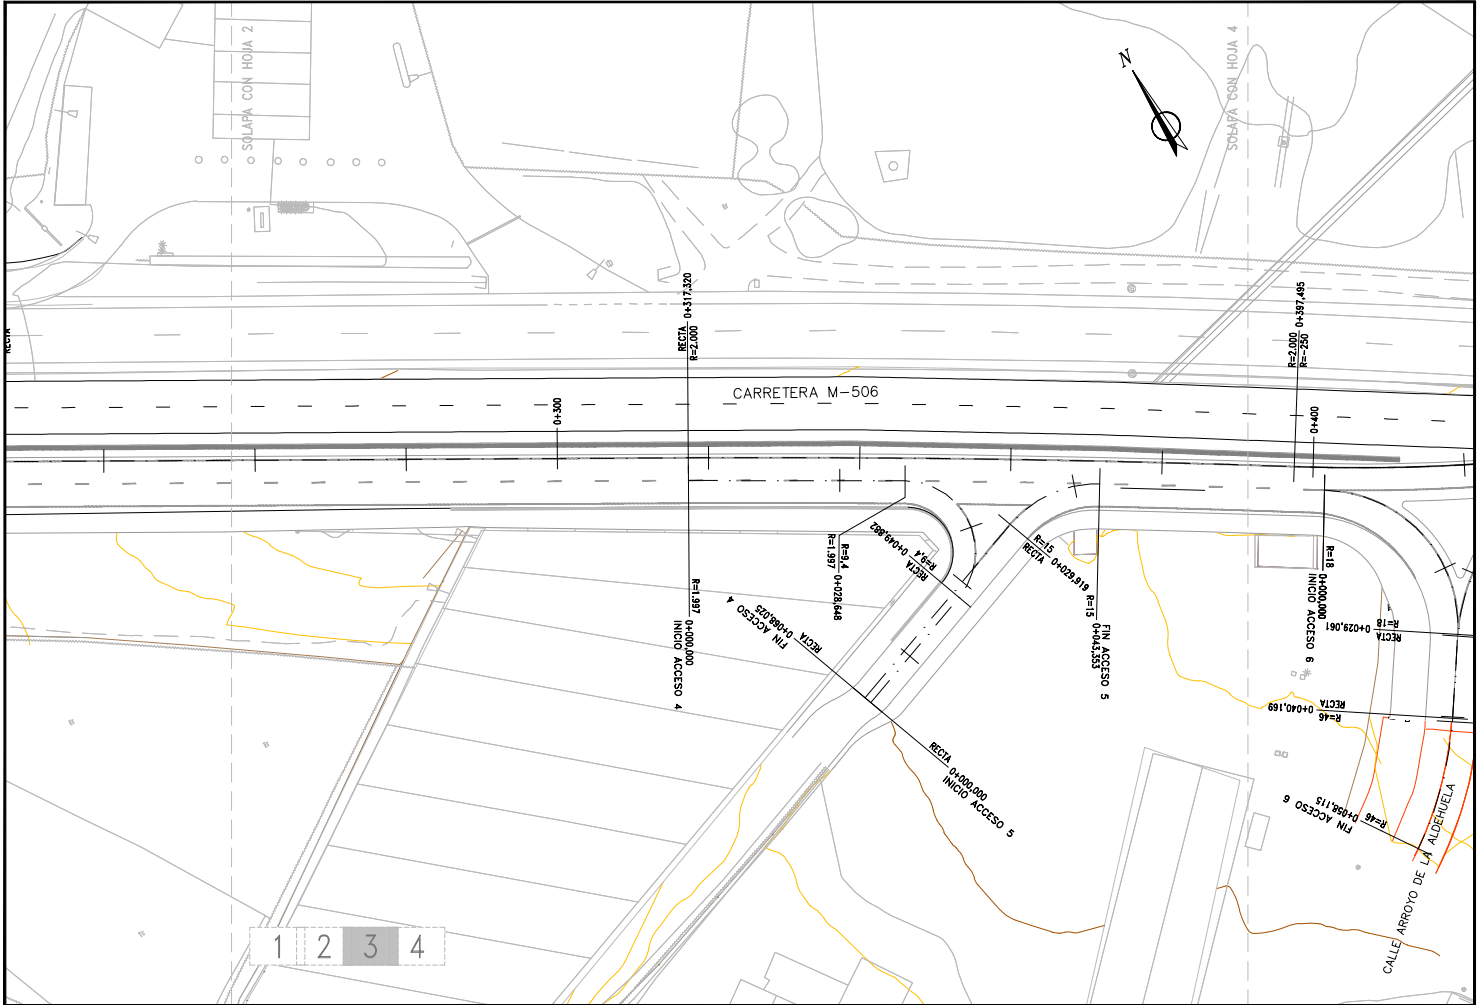 SOLAPA CON HOJA 2
SOLAPA CON HOJA 4
N
RECTA
RECTA 0+317,320
R=2.000
R=2.000 0+397,495
R=-250
CARRETERA M-506
0+300
0+400
R=9,4 0+028,648
R=1.997
R=9,4 0+049,882
RECTA
R=15
RECTA 0+029,919
R=1.997 0+000,000
INICIO ACCESO 4
RECTA 0+068,025
FIN ACCESO 4
R=15 0+043,353
FIN ACCESO 5
R=18 0+000,000
INICIO ACCESO 6
R=18 0+029,061
RECTA
RECTA 0+040,169
R=46
RECTA 0+000,000
INICIO ACCESO 5
R=46 0+058,115
FIN ACCESO 6
CALLE ARROYO DE LA ALDEHUELA
1 2 3 4